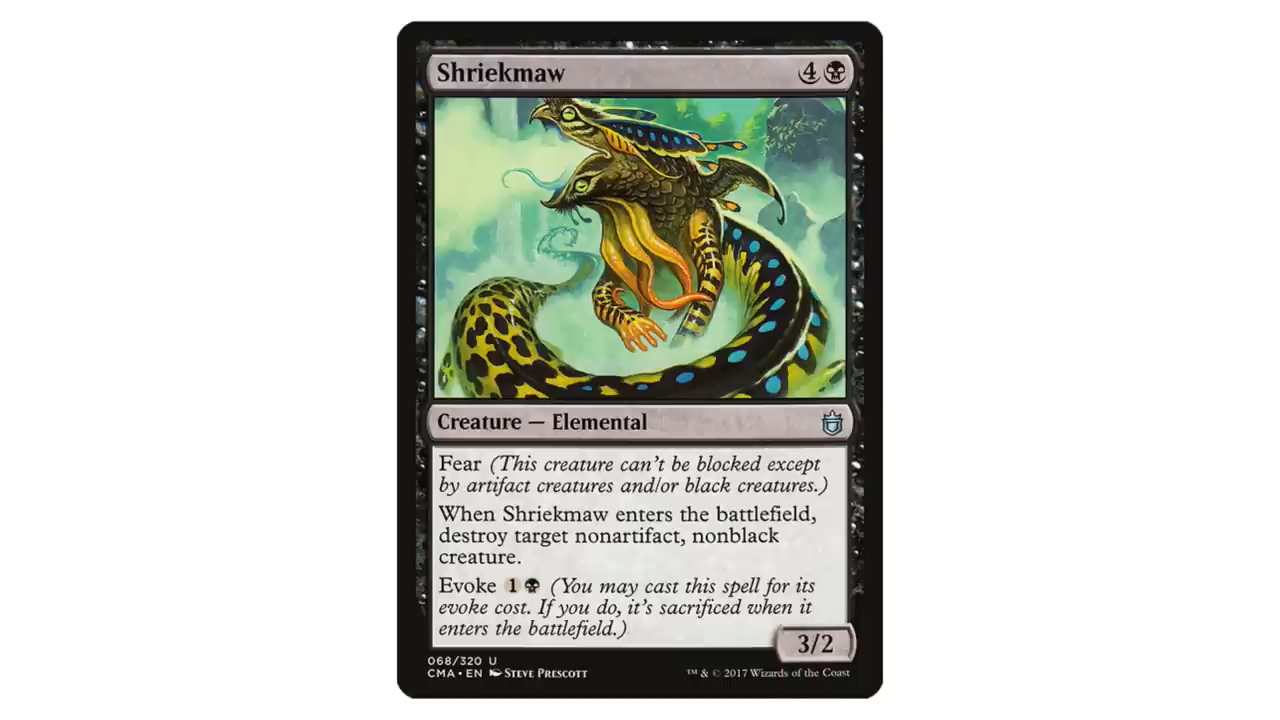 Shriekmaw 4
Creature — Elemental
Fear (This creature can't be blocked except
by artifact creatures and/or black creatures.)
When Shriekmaw enters the battlefield,
destroy target nonartifact, nonblack
creature.
Evoke 1 (You may cast this spell for its
evoke cost. If you do, it's sacrificed when it
enters the battlefield.)
3/2
068/320 U
CMA • EN STEVE PRESCOTT ™ & © 2017 Wizards of the Coast